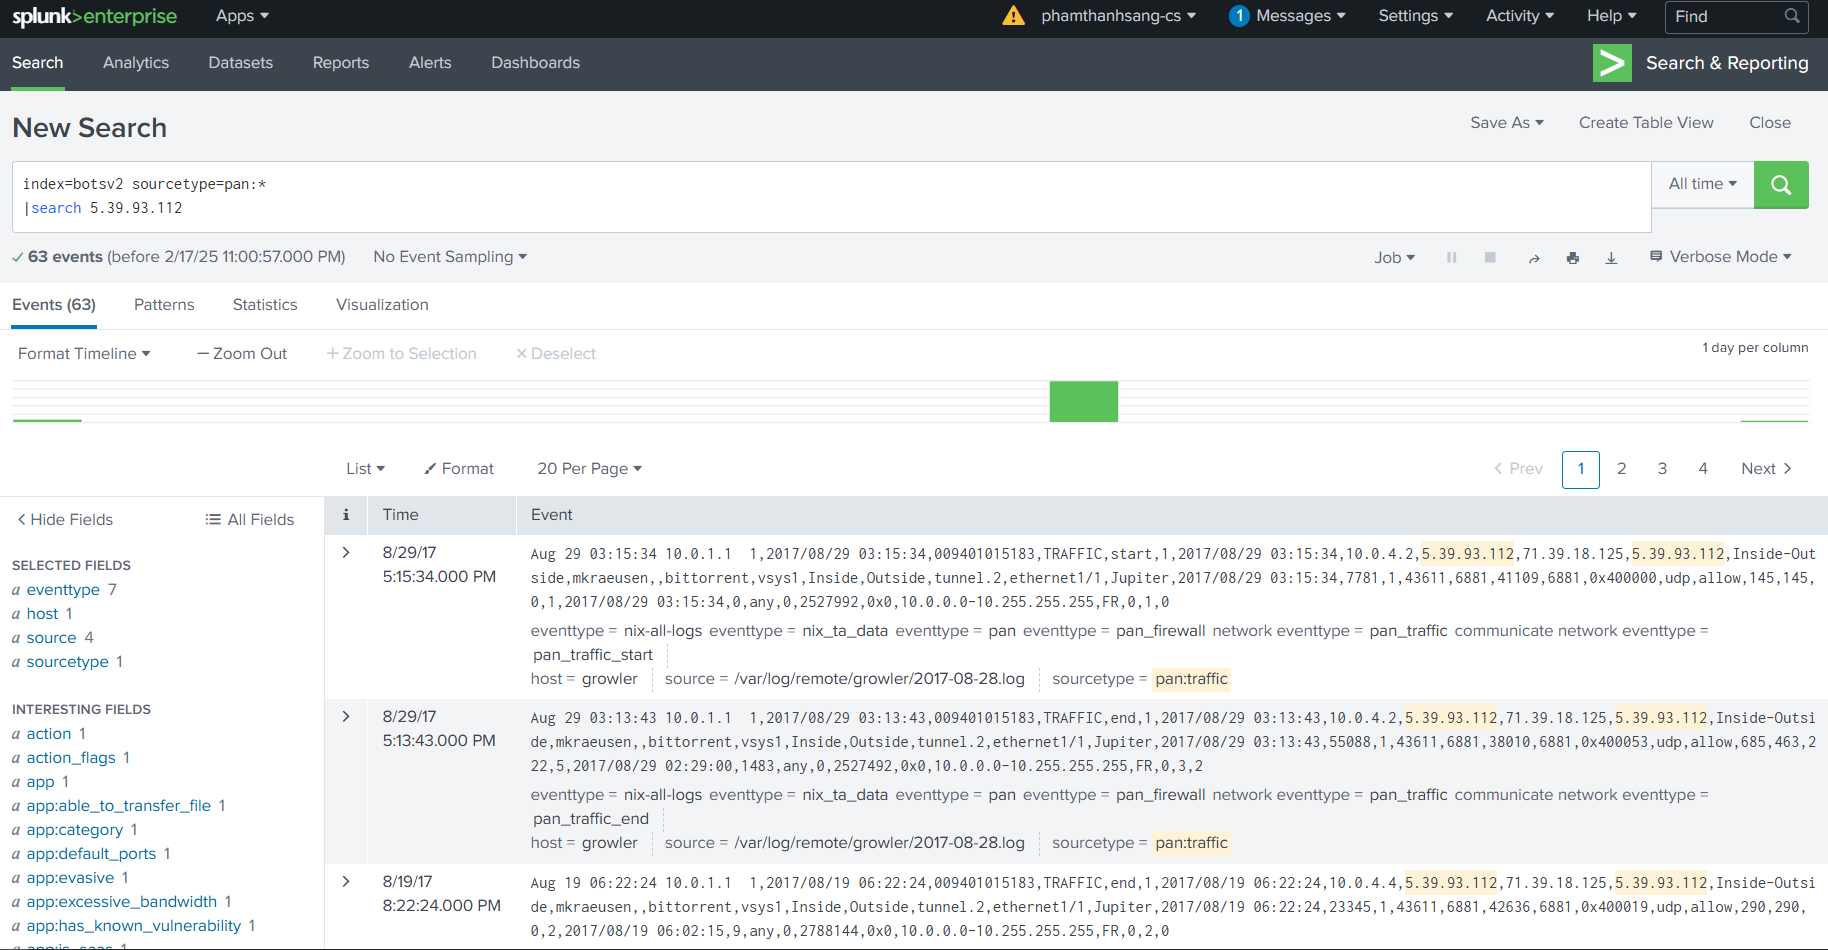 splunk>enterprise Apps phamthanhsang-cs 1 Messages Settings Activity Help Find
Search Analytics Datasets Reports Alerts Dashboards Search & Reporting
New Search Save As Create Table View Close
index=botsv2 sourcetype=pan:* All time
|search 5.39.93.112
63 events (before 2/17/25 11:00:57.000 PM) No Event Sampling Job Verbose Mode
Events (63) Patterns Statistics Visualization
Format Timeline — Zoom Out + Zoom to Selection × Deselect 1 day per column
List Format 20 Per Page < Prev 1 2 3 4 Next >
< Hide Fields All Fields
SELECTED FIELDS
a eventtype 7
a host 1
a source 4
a sourcetype 1
INTERESTING FIELDS
a action 1
a action_flags 1
a app 1
a app:able_to_transfer_file 1
a app:category 1
a app:default_ports 1
a app:evasive 1
a app:excessive_bandwidth 1
a app:has_known_vulnerability 1
a app:is_saas 1
i Time Event
8/29/17
5:15:34.000 PM
Aug 29 03:15:34 10.0.1.1  1,2017/08/29 03:15:34,009401015183,TRAFFIC,start,1,2017/08/29 03:15:34,10.0.4.2,5.39.93.112,71.39.18.125,5.39.93.112,Inside-Out
side,mkraeusen,,bittorrent,vsys1,Inside,Outside,tunnel.2,ethernet1/1,Jupiter,2017/08/29 03:15:34,7781,1,43611,6881,41109,6881,0x400000,udp,allow,145,145,
0,1,2017/08/29 03:15:34,0,any,0,2527992,0x0,10.0.0.0-10.255.255.255,FR,0,1,0
eventtype = nix-all-logs eventtype = nix_ta_data eventtype = pan eventtype = pan_firewall network eventtype = pan_traffic communicate network eventtype =
pan_traffic_start
host = growler source = /var/log/remote/growler/2017-08-28.log sourcetype = pan:traffic
8/29/17
5:13:43.000 PM
Aug 29 03:13:43 10.0.1.1  1,2017/08/29 03:13:43,009401015183,TRAFFIC,end,1,2017/08/29 03:13:43,10.0.4.2,5.39.93.112,71.39.18.125,5.39.93.112,Inside-Outsi
de,mkraeusen,,bittorrent,vsys1,Inside,Outside,tunnel.2,ethernet1/1,Jupiter,2017/08/29 03:13:43,55088,1,43611,6881,38010,6881,0x400053,udp,allow,685,463,2
22,5,2017/08/29 02:29:00,1483,any,0,2527492,0x0,10.0.0.0-10.255.255.255,FR,0,3,2
eventtype = nix-all-logs eventtype = nix_ta_data eventtype = pan eventtype = pan_firewall network eventtype = pan_traffic communicate network eventtype =
pan_traffic_end
host = growler source = /var/log/remote/growler/2017-08-28.log sourcetype = pan:traffic
8/19/17
8:22:24.000 PM
Aug 19 06:22:24 10.0.1.1  1,2017/08/19 06:22:24,009401015183,TRAFFIC,end,1,2017/08/19 06:22:24,10.0.4.4,5.39.93.112,71.39.18.125,5.39.93.112,Inside-Outsi
de,mkraeusen,,bittorrent,vsys1,Inside,Outside,tunnel.2,ethernet1/1,Jupiter,2017/08/19 06:22:24,23345,1,43611,6881,42636,6881,0x400019,udp,allow,290,290,
0,2,2017/08/19 06:02:15,9,any,0,2788144,0x0,10.0.0.0-10.255.255.255,FR,0,2,0